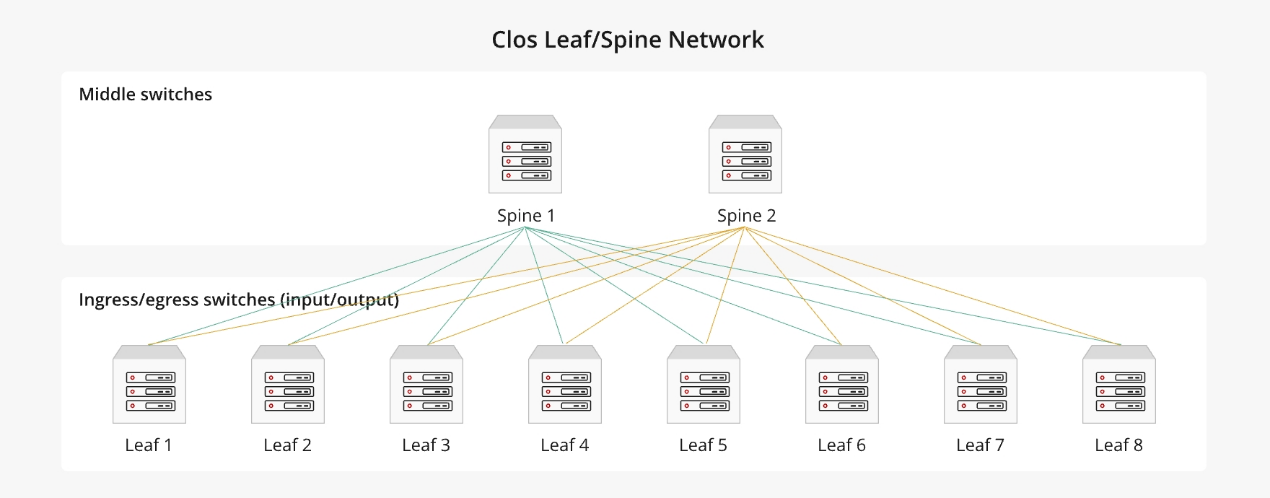 Clos Leaf/Spine Network
Middle switches
Spine 1
Spine 2
Ingress/egress switches (input/output)
Leaf 1
Leaf 2
Leaf 3
Leaf 4
Leaf 5
Leaf 6
Leaf 7
Leaf 8